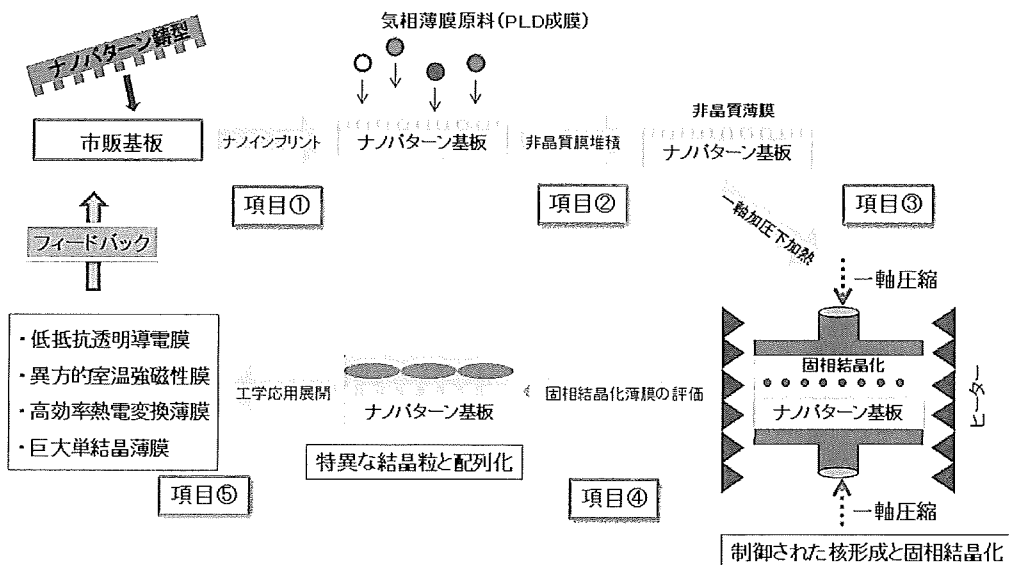 気相薄膜原料(PLD成膜)
ナノパターン鋳型
市販基板
ナノインプリント
ナノパターン基板
非晶質膜堆積
非晶質薄膜
ナノパターン基板
項目①
項目②
項目③
一軸加圧下加熱
フィードバック
一軸圧縮
固相結晶化
ナノパターン基板
ヒーター
一軸圧縮
制御された核形成と固相結晶化
項目④
固相結晶化薄膜の評価
ナノパターン基板
特異な結晶粒と配列化
工学応用展開
項目⑤
・低抵抗透明導電膜
・異方的室温強磁性膜
・高効率熱電変換薄膜
・巨大単結晶薄膜